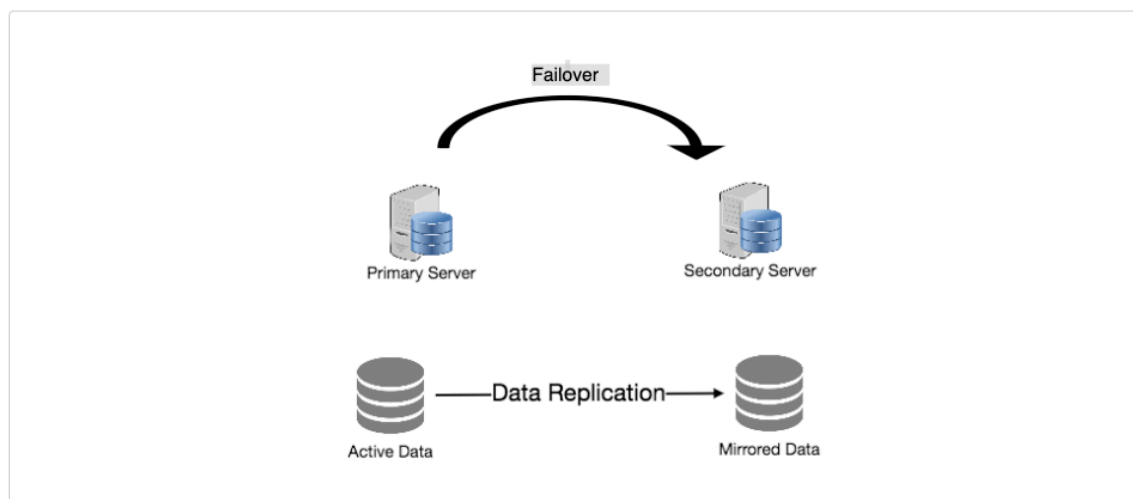 Failover
Primary Server
Secondary Server
Data Replication
Active Data
Mirrored Data